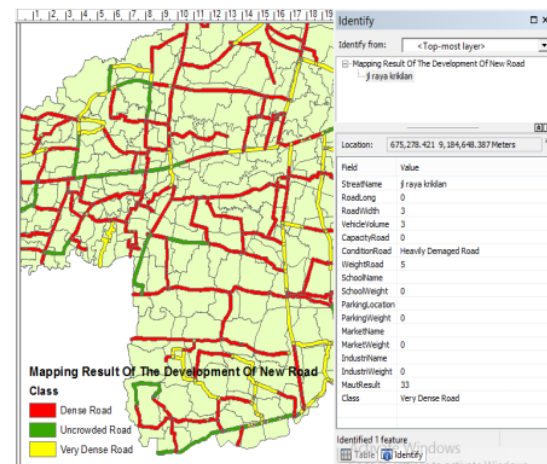 1 2 3 4 5 6 7 8 9 10 11 12 13 14 15 16 17 18 19
Identify
Identify from: <Top-most layer>
Mapping Result Of The Development Of New Road
jl raya krikilan
Location: 675,278.421 9,184,648.387 Meters
Field Value
StreatName jl raya krikilan
RoadLong 0
RoadWidth 3
VehicleVolume 3
CapacityRoad 0
ConditionRoad Heavily Demaged Road
WeightRoad 5
SchoolName
SchoolWeight 0
ParkingLocation
ParkingWeight 0
MarketName
MarketWeight 0
IndustriName
IndustriWeight 0
MautResult 33
Class Very Dense Road
Mapping Result Of The Development Of New Road
Class
Dense Road
Uncrowded Road
Very Dense Road
Identified 1 feature
Table Identify